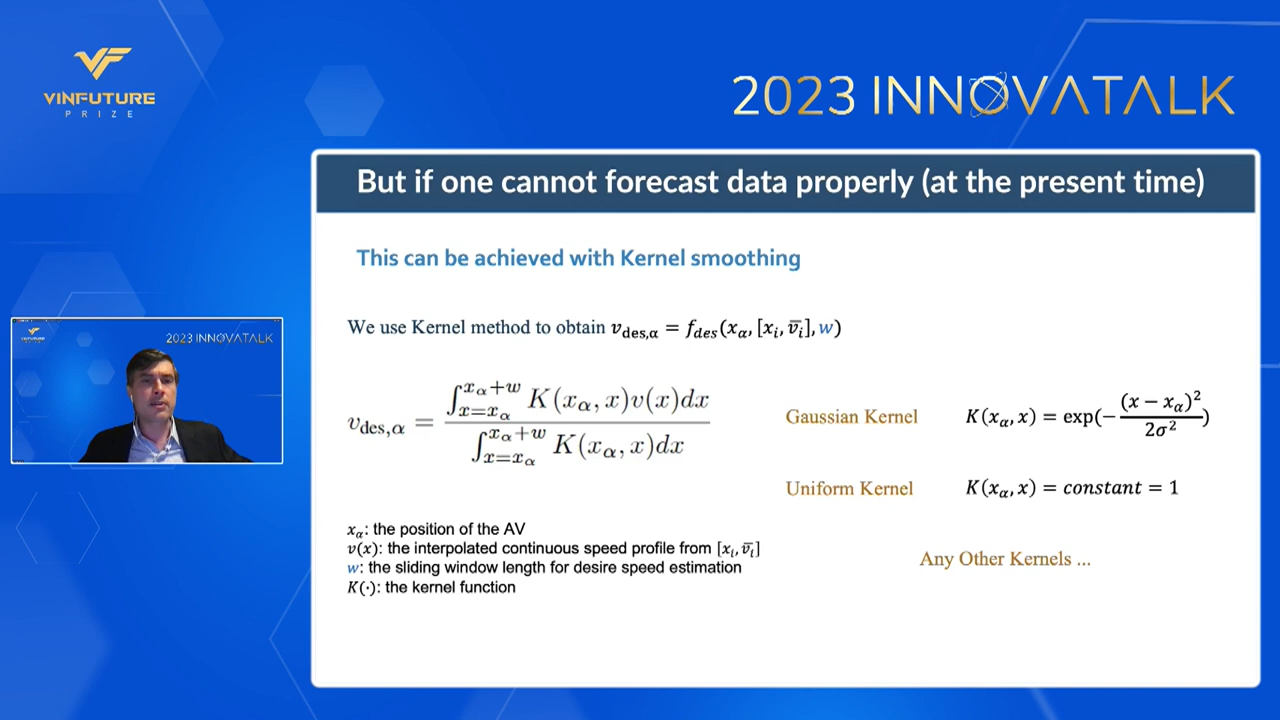 VINFUTURE
PRIZE
2023 INNOVATALK
But if one cannot forecast data properly (at the present time)
This can be achieved with Kernel smoothing
We use Kernel method to obtain v_des,α = f_des(x_α, [x_i, v̄_i], w)
v_des,α = ∫_{x=x_α}^{x_α+w} K(x_α, x)v(x)dx / ∫_{x=x_α}^{x_α+w} K(x_α, x)dx
Gaussian Kernel K(x_α, x) = exp(−(x − x_α)²/2σ²)
Uniform Kernel K(x_α, x) = constant = 1
x_α: the position of the AV
v(x): the interpolated continuous speed profile from [x_i, v̄_i]
w: the sliding window length for desire speed estimation
K(·): the kernel function
Any Other Kernels ...
2023 INNOVATALK